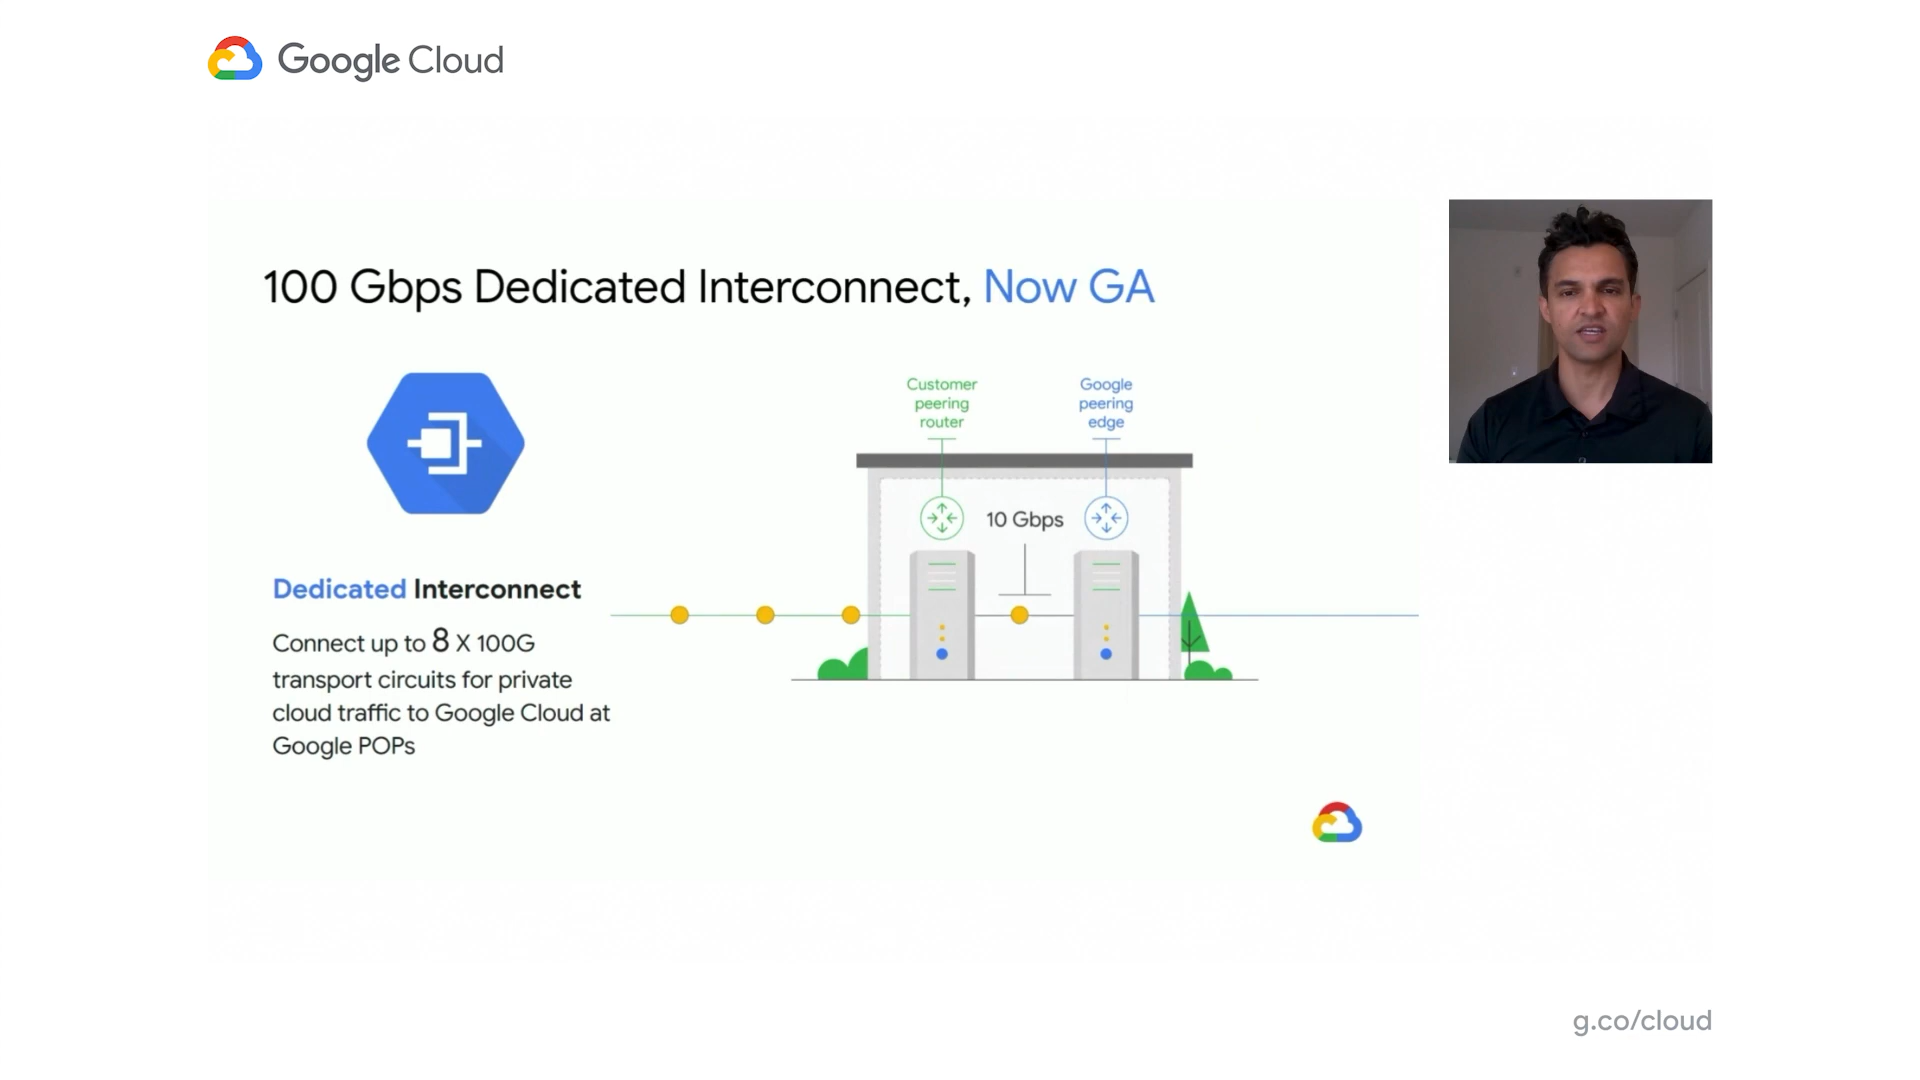 Google Cloud
100 Gbps Dedicated Interconnect, Now GA
Customer
peering
router
Google
peering
edge
10 Gbps
Dedicated Interconnect
Connect up to 8 X 100G
transport circuits for private
cloud traffic to Google Cloud at
Google POPs
g.co/cloud